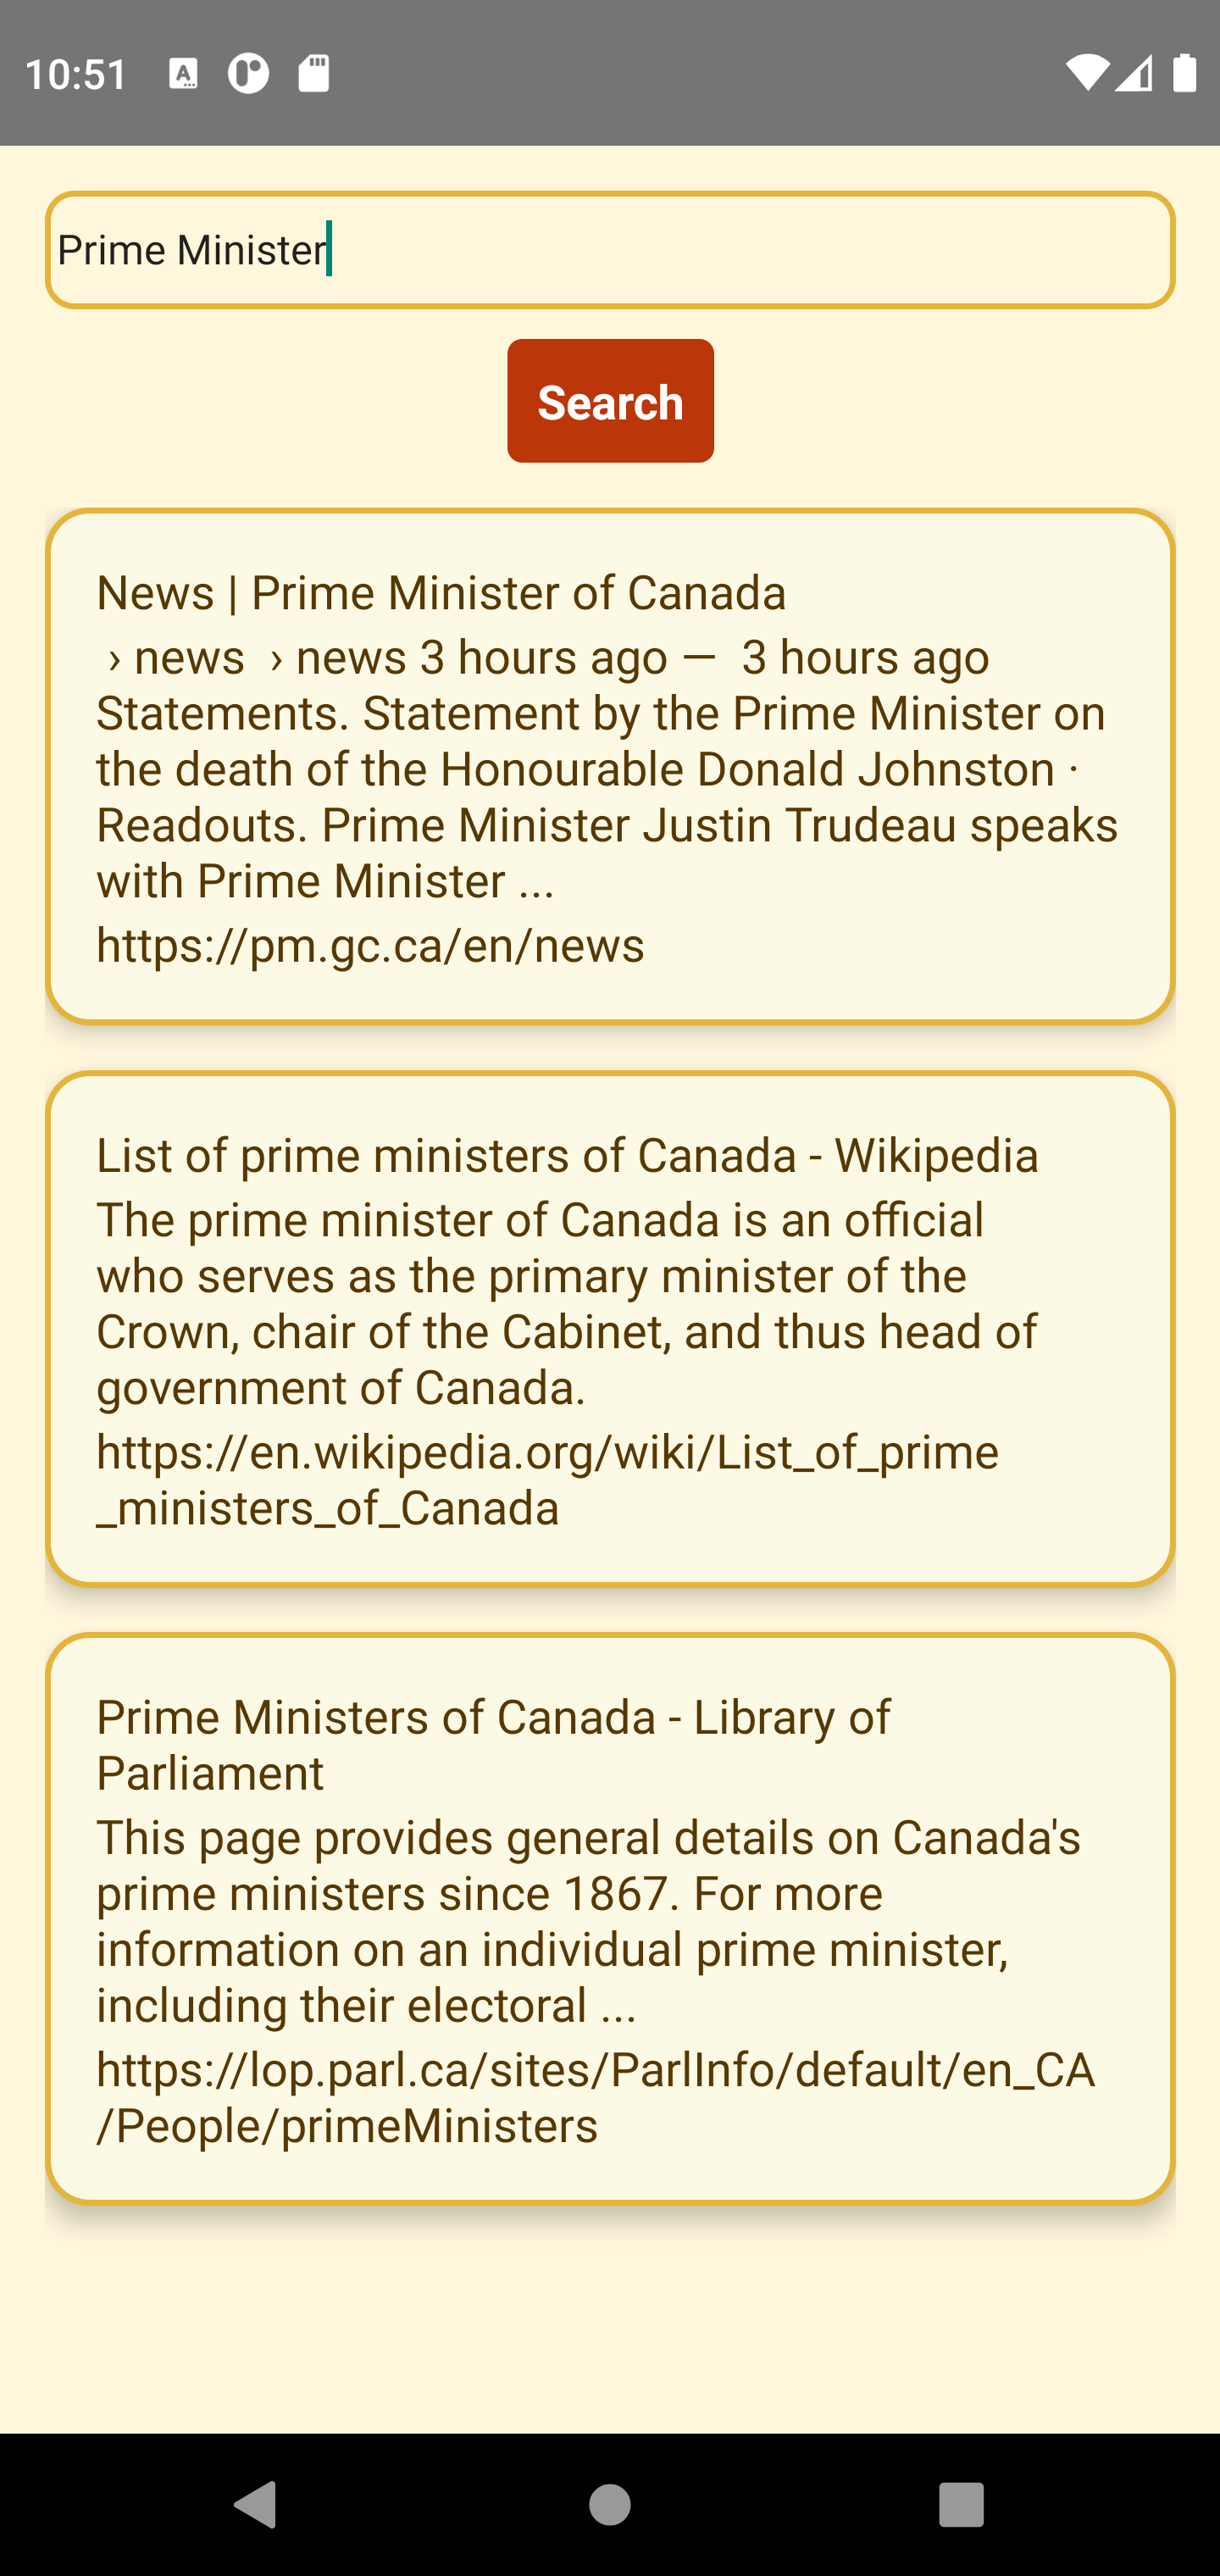 10:51
Prime Minister
Search
News | Prime Minister of Canada
› news › news 3 hours ago — 3 hours ago
Statements. Statement by the Prime Minister on
the death of the Honourable Donald Johnston ·
Readouts. Prime Minister Justin Trudeau speaks
with Prime Minister ...
https://pm.gc.ca/en/news
List of prime ministers of Canada - Wikipedia
The prime minister of Canada is an official
who serves as the primary minister of the
Crown, chair of the Cabinet, and thus head of
government of Canada.
https://en.wikipedia.org/wiki/List_of_prime
_ministers_of_Canada
Prime Ministers of Canada - Library of
Parliament
This page provides general details on Canada's
prime ministers since 1867. For more
information on an individual prime minister,
including their electoral ...
https://lop.parl.ca/sites/ParlInfo/default/en_CA
/People/primeMinisters